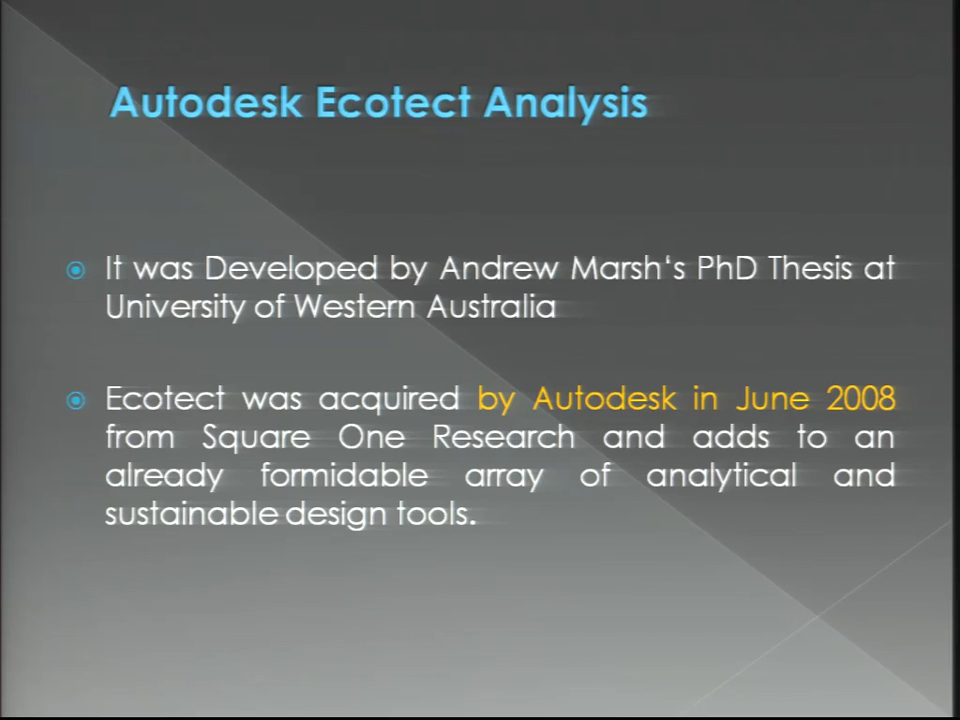 Autodesk Ecotect Analysis
It was Developed by Andrew Marsh‘s PhD Thesis at
University of Western Australia
Ecotect was acquired by Autodesk in June 2008
from Square One Research and adds to an
already formidable array of analytical and
sustainable design tools.